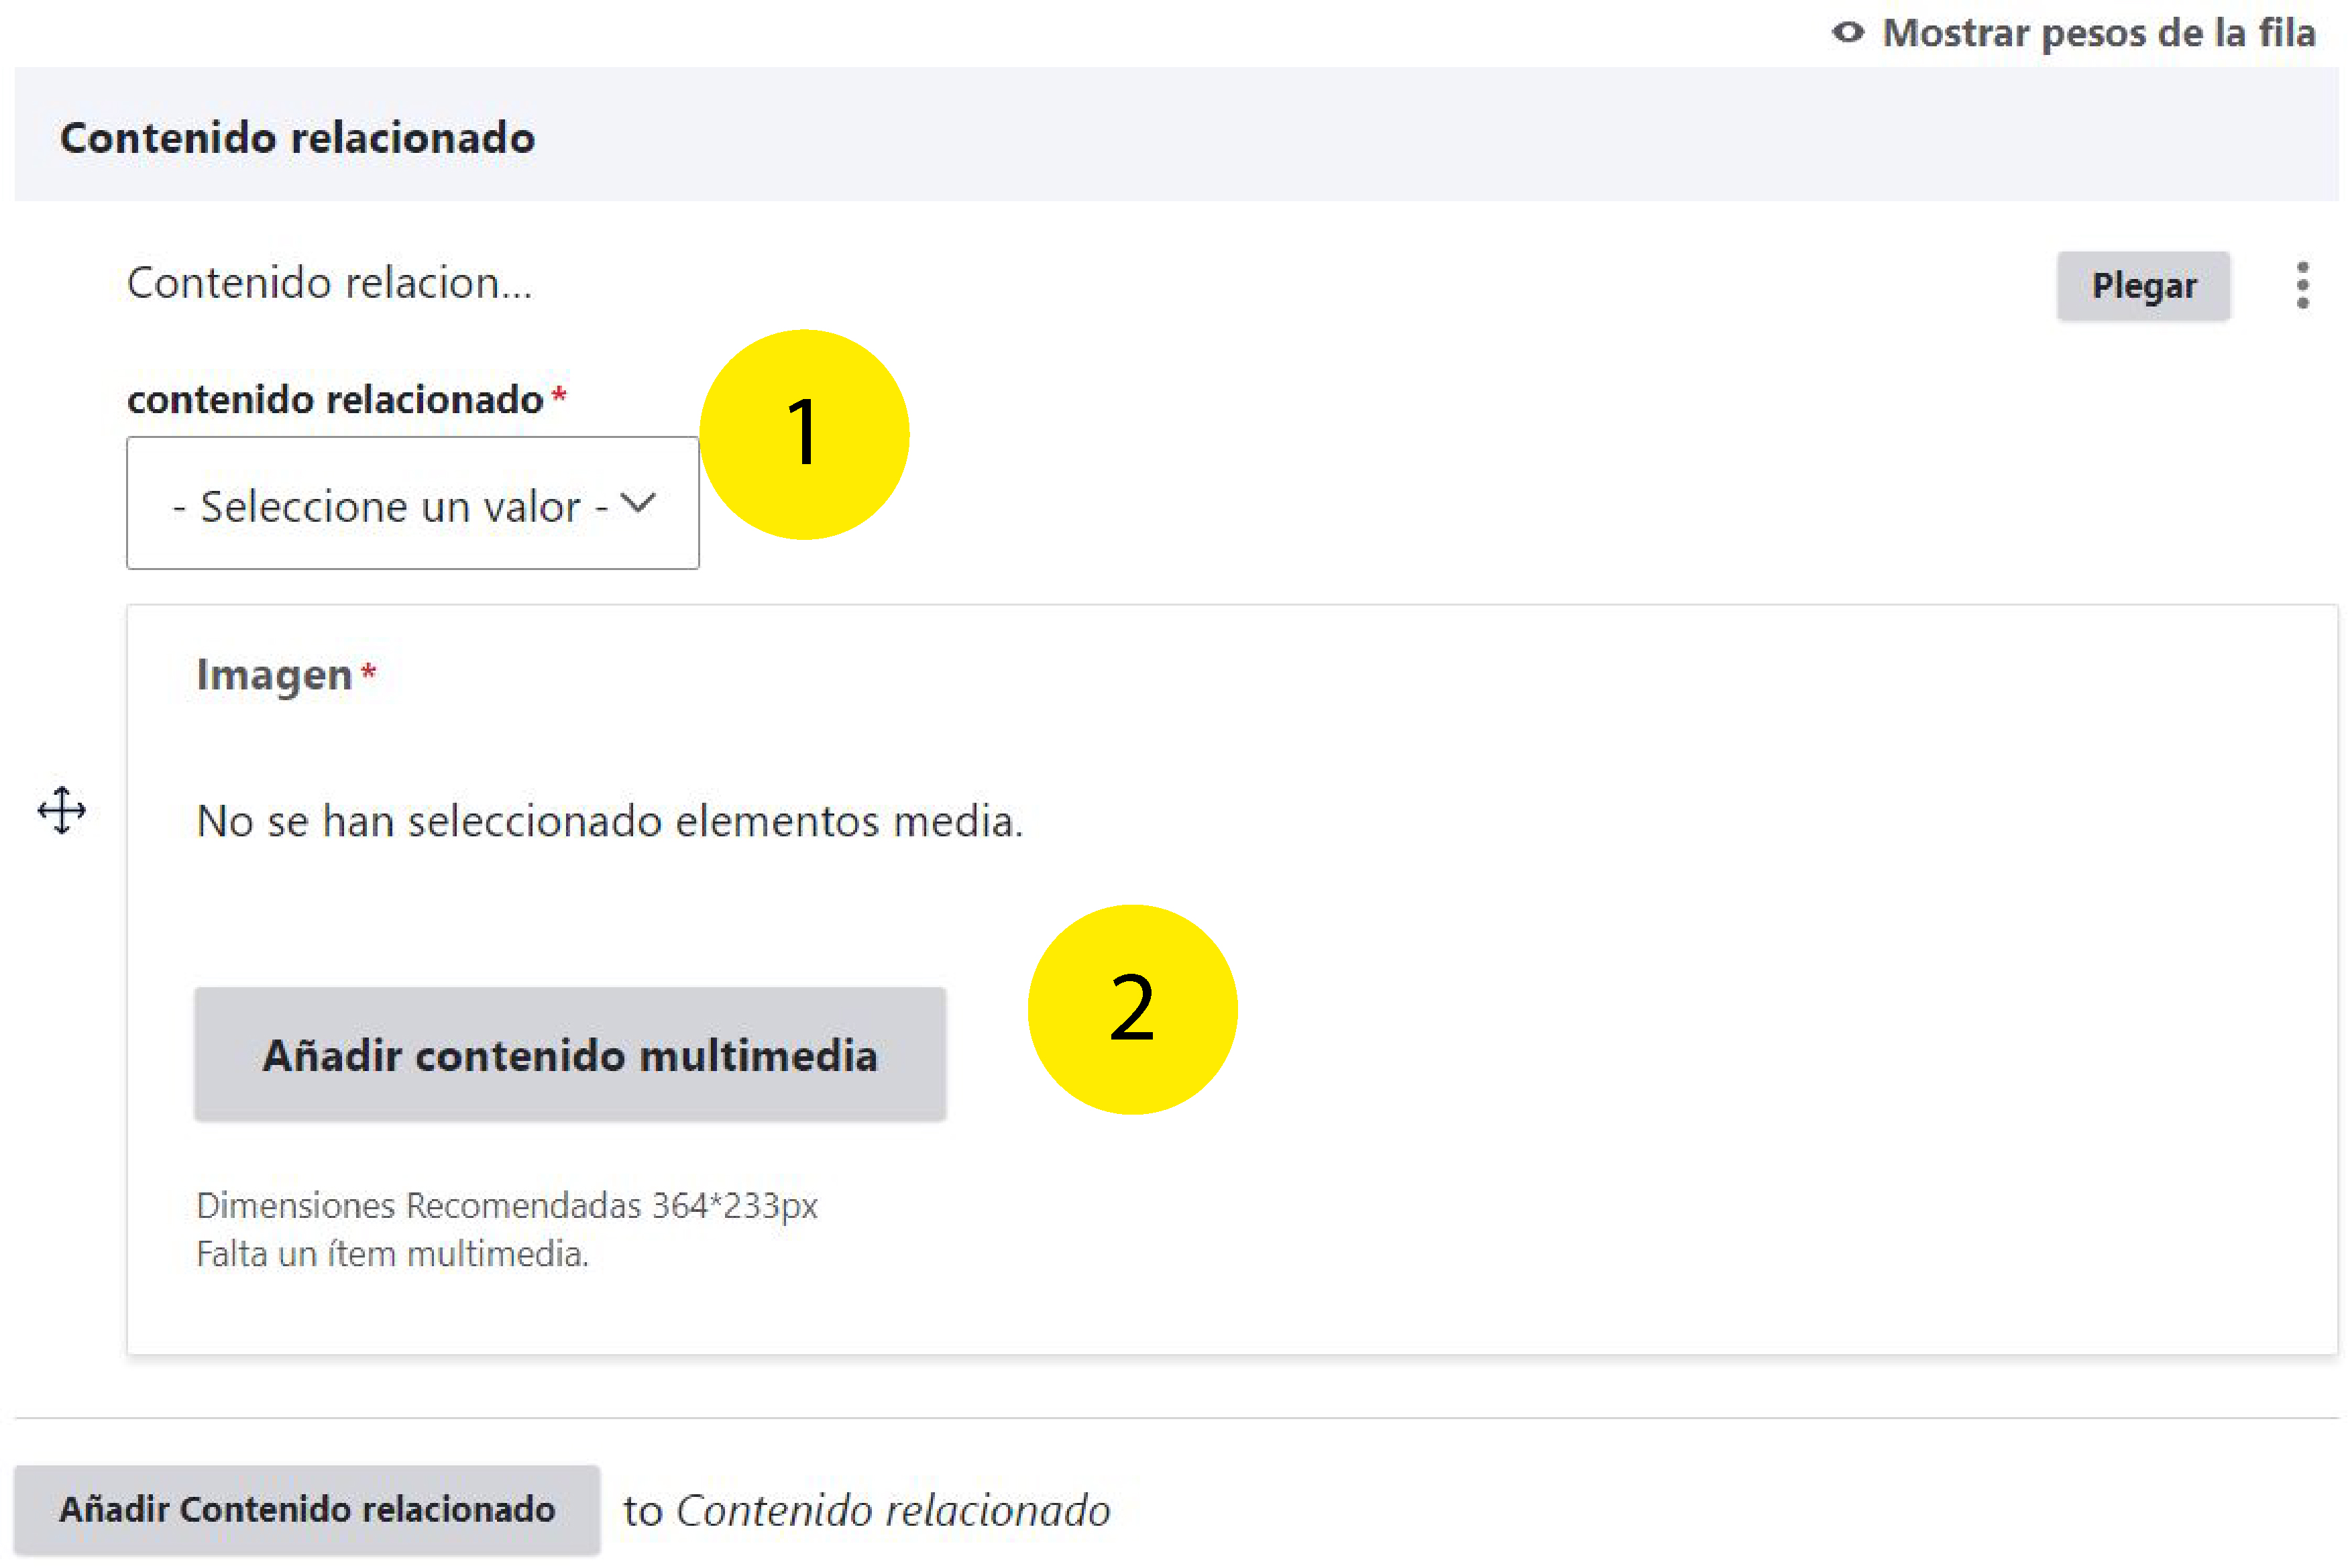 Mostrar pesos de la fila
Contenido relacionado
Contenido relacion...
Plegar
contenido relacionado*
1
- Seleccione un valor -
Imagen*
No se han seleccionado elementos media.
2
Añadir contenido multimedia
Dimensiones Recomendadas 364*233px
Falta un ítem multimedia.
Añadir Contenido relacionado to Contenido relacionado